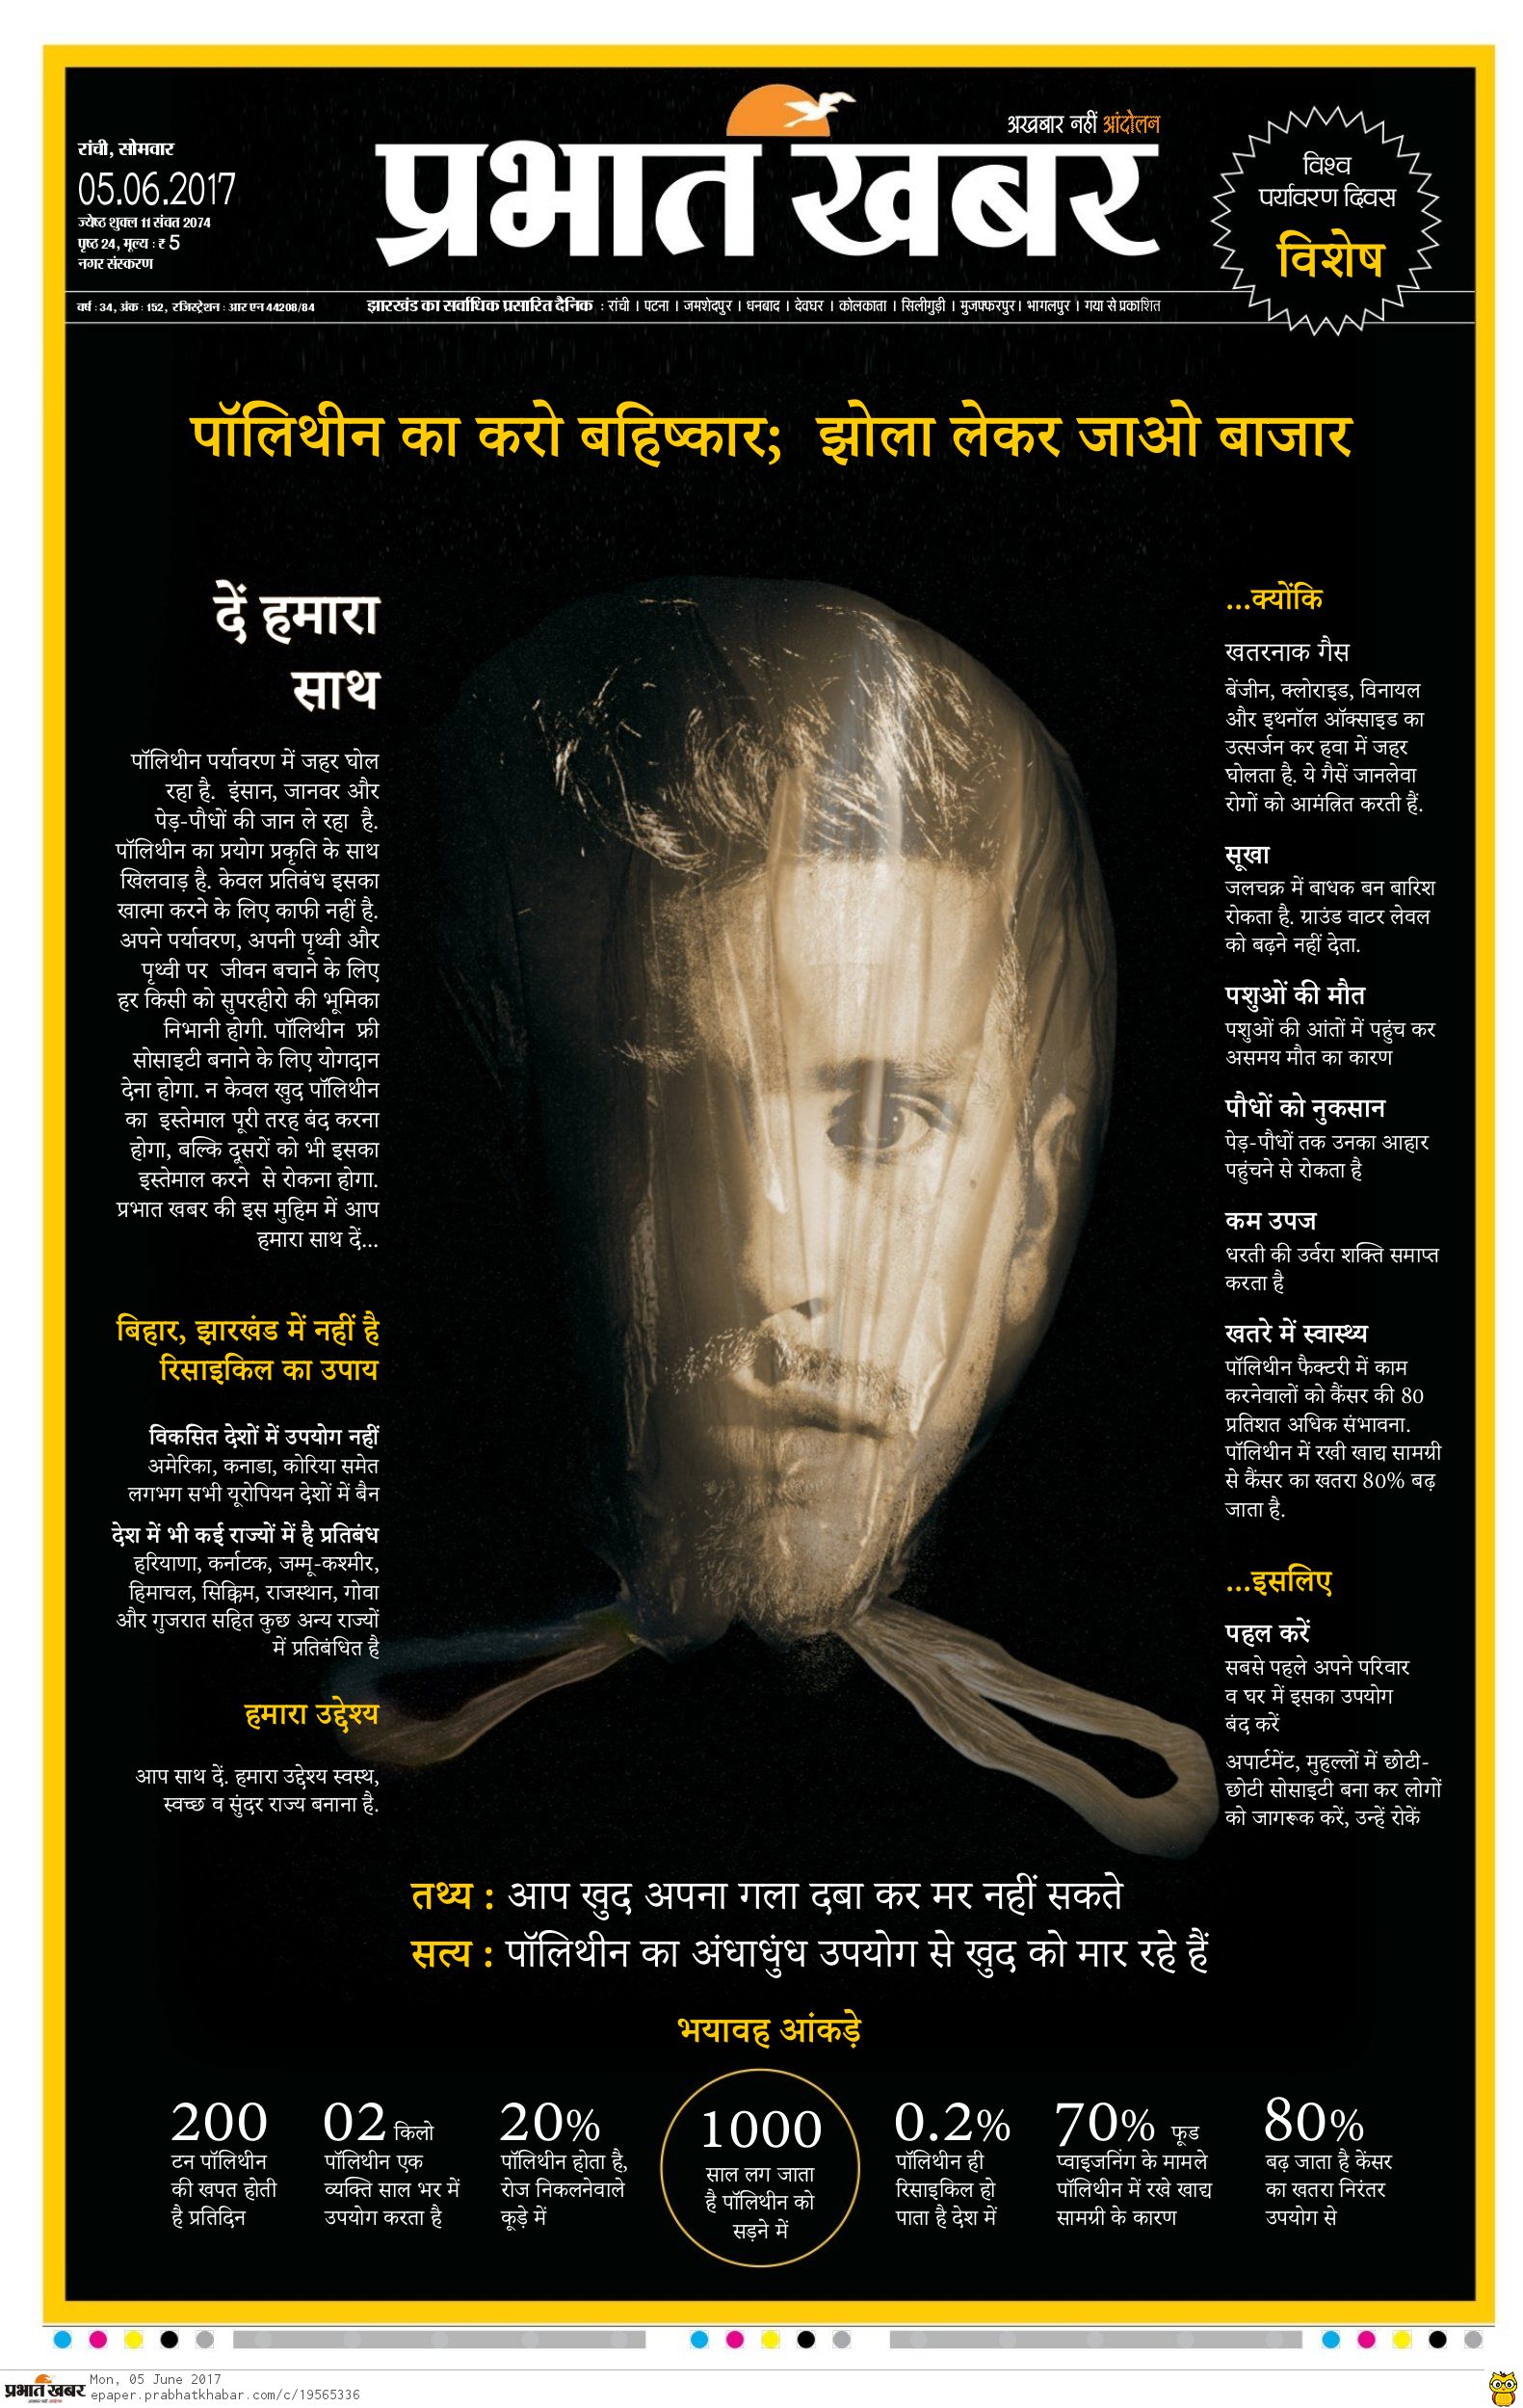 अखबार नहीं आंदोलन
प्रभात खबर
रांची, सोमवार
05.06.2017
ज्येष्ठ शुक्ल 11 संवत 2074
पृष्ठ 24, मूल्य : ₹ 5
नगर संस्करण
विश्व
पर्यावरण दिवस
विशेष
वर्ष : 34, अंक : 152, रजिस्ट्रेशन : आर एन 44208/84
झारखंड का सर्वाधिक प्रसारित दैनिक : रांची । पटना । जमशेदपुर । धनबाद । देवघर । कोलकाता । सिलीगुड़ी । मुजफ्फरपुर । भागलपुर । गया से प्रकाशित
पॉलिथीन का करो बहिष्कार; झोला लेकर जाओ बाजार
दें हमारा
साथ
पॉलिथीन पर्यावरण में जहर घोल
रहा है. इंसान, जानवर और
पेड़-पौधों की जान ले रहा है.
पॉलिथीन का प्रयोग प्रकृति के साथ
खिलवाड़ है. केवल प्रतिबंध इसका
खात्मा करने के लिए काफी नहीं है.
अपने पर्यावरण, अपनी पृथ्वी और
पृथ्वी पर जीवन बचाने के लिए
हर किसी को सुपरहीरो की भूमिका
निभानी होगी. पॉलिथीन फ्री
सोसाइटी बनाने के लिए योगदान
देना होगा. न केवल खुद पॉलिथीन
का इस्तेमाल पूरी तरह बंद करना
होगा, बल्कि दूसरों को भी इसका
इस्तेमाल करने से रोकना होगा.
प्रभात खबर की इस मुहिम में आप
हमारा साथ दें...
बिहार, झारखंड में नहीं है
रिसाइकिल का उपाय
विकसित देशों में उपयोग नहीं
अमेरिका, कनाडा, कोरिया समेत
लगभग सभी यूरोपियन देशों में बैन
देश में भी कई राज्यों में है प्रतिबंध
हरियाणा, कर्नाटक, जम्मू-कश्मीर,
हिमाचल, सिक्किम, राजस्थान, गोवा
और गुजरात सहित कुछ अन्य राज्यों
में प्रतिबंधित है
हमारा उद्देश्य
आप साथ दें. हमारा उद्देश्य स्वस्थ,
स्वच्छ व सुंदर राज्य बनाना है.
...क्योंकि
खतरनाक गैस
बेंजीन, क्लोराइड, विनायल
और इथनॉल ऑक्साइड का
उत्सर्जन कर हवा में जहर
घोलता है. ये गैसें जानलेवा
रोगों को आमंत्रित करती हैं.
सूखा
जलचक्र में बाधक बन बारिश
रोकता है. ग्राउंड वाटर लेवल
को बढ़ने नहीं देता.
पशुओं की मौत
पशुओं की आंतों में पहुंच कर
असमय मौत का कारण
पौधों को नुकसान
पेड़-पौधों तक उनका आहार
पहुंचने से रोकता है
कम उपज
धरती की उर्वरा शक्ति समाप्त
करता है
खतरे में स्वास्थ्य
पॉलिथीन फैक्टरी में काम
करनेवालों को कैंसर की 80
प्रतिशत अधिक संभावना.
पॉलिथीन में रखी खाद्य सामग्री
से कैंसर का खतरा 80% बढ़
जाता है.
...इसलिए
पहल करें
सबसे पहले अपने परिवार
व घर में इसका उपयोग
बंद करें
अपार्टमेंट, मुहल्लों में छोटी-
छोटी सोसाइटी बना कर लोगों
को जागरूक करें, उन्हें रोकें
तथ्य : आप खुद अपना गला दबा कर मर नहीं सकते
सत्य : पॉलिथीन का अंधाधुंध उपयोग से खुद को मार रहे हैं
भयावह आंकड़े
200
टन पॉलिथीन
की खपत होती
है प्रतिदिन
02 किलो
पॉलिथीन एक
व्यक्ति साल भर में
उपयोग करता है
20%
पॉलिथीन होता है,
रोज निकलनेवाले
कूड़े में
1000
साल लग जाता
है पॉलिथीन को
सड़ने में
0.2%
पॉलिथीन ही
रिसाइकिल हो
पाता है देश में
70% फूड
प्वाइजनिंग के मामले
पॉलिथीन में रखे खाद्य
सामग्री के कारण
80%
बढ़ जाता है केंसर
का खतरा निरंतर
उपयोग से
प्रभात खबर
Mon, 05 June 2017
epaper.prabhatkhabar.com/c/19565336